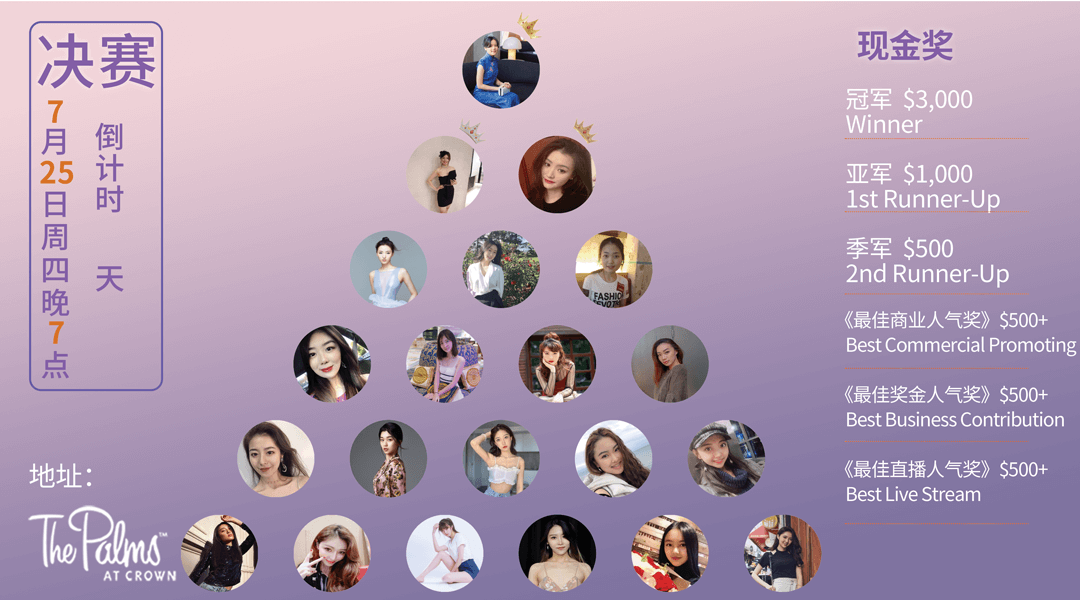 决赛
7月25日周四晚7点
倒计时 天
地址：
The Palms™
AT CROWN
现金奖
冠军 $3,000
Winner
亚军 $1,000
1st Runner-Up
季军 $500
2nd Runner-Up
《最佳商业人气奖》$500+
Best Commercial Promoting
《最佳奖金人气奖》$500+
Best Business Contribution
《最佳直播人气奖》$500+
Best Live Stream